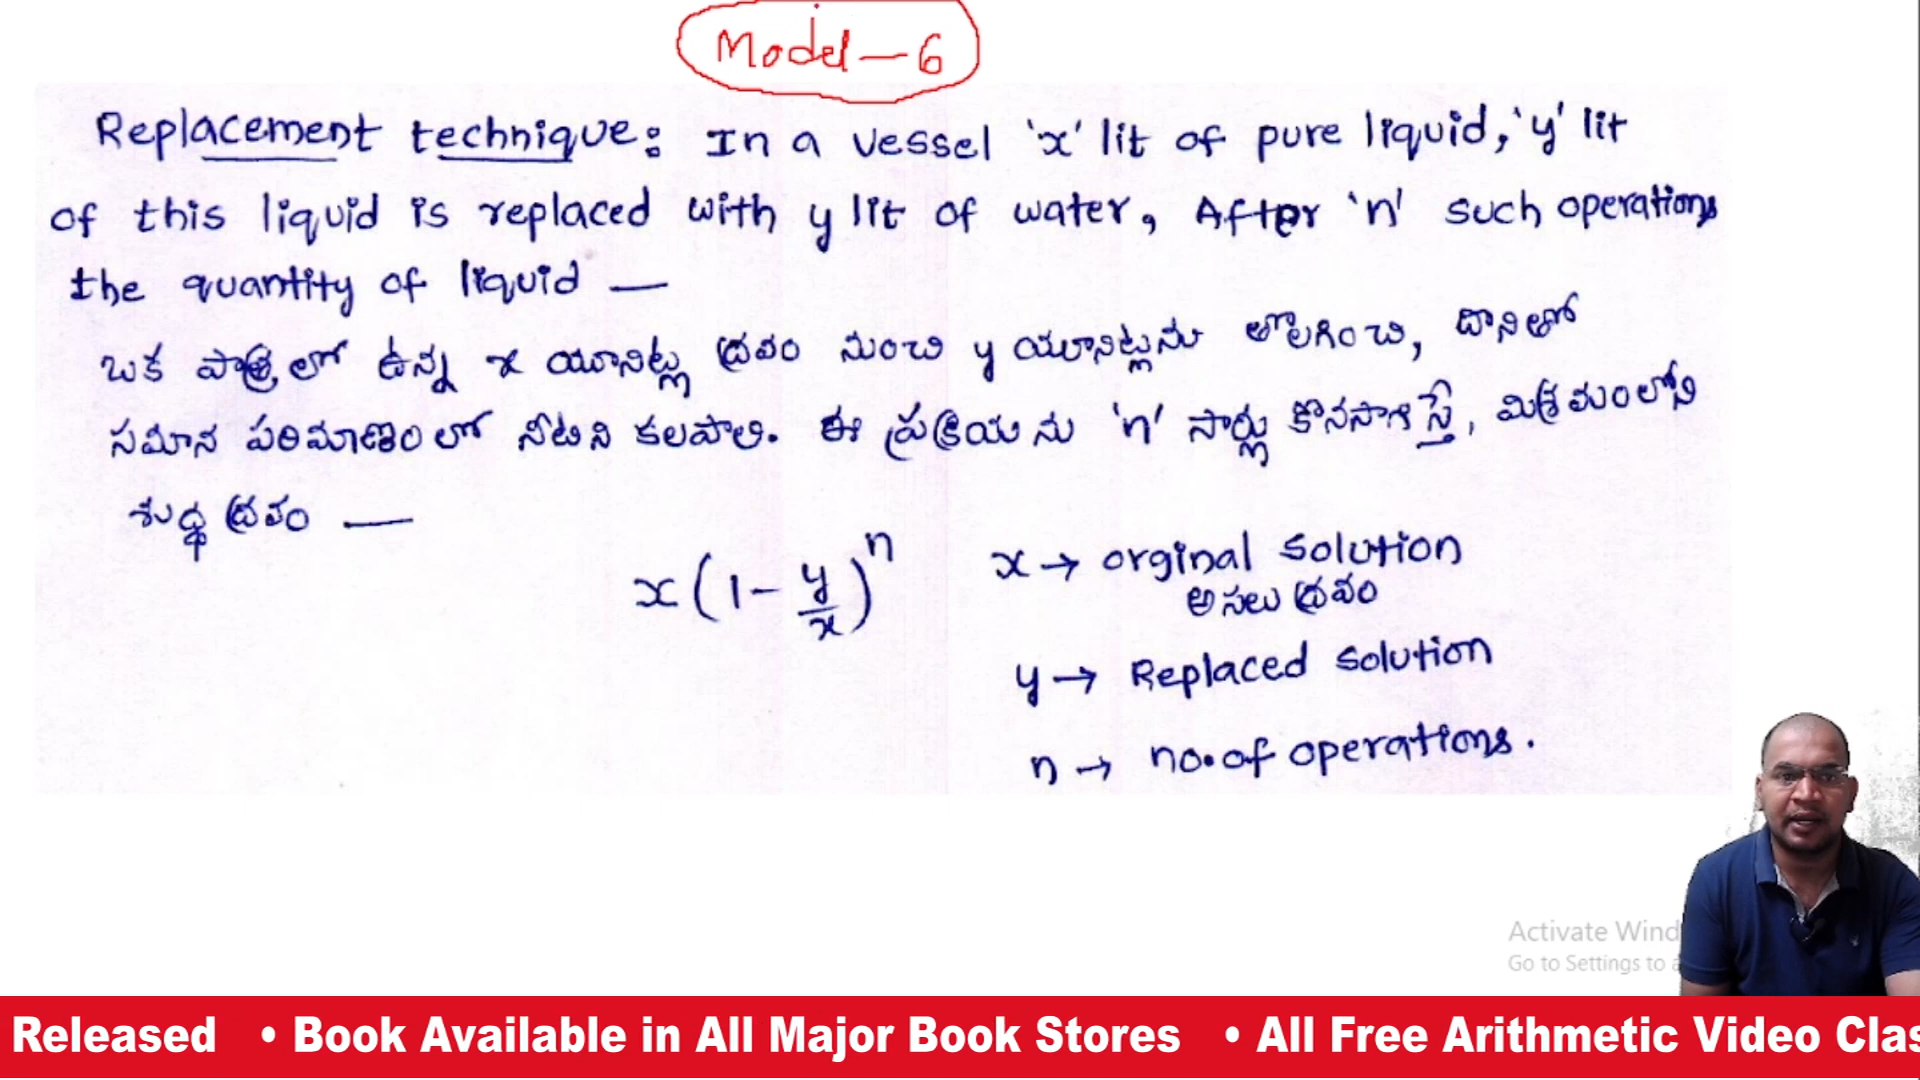 Model-6
Replacement technique: In a vessel 'x' lit of pure liquid, 'y' lit
of this liquid is replaced with y lit of water, After 'n' such operations
the quantity of liquid —
ఒక పాత్రలో ఉన్న x యూనిట్ల ద్రవం నుంచి y యూనిట్లను తొలగించి, దానితో
సమాన పరిమాణంలో నీటిని కలపాలి. ఈ ప్రక్రియను 'n' సార్లు కొనసాగిస్తే, మిశ్రమంలోని
శుద్ధ ద్రవం —
x(1-y/x)^n
x → orginal solution
అసలు ద్రవం
y → Replaced solution
n → no.of operations.
Activate Wind
Go to Settings to a
Released • Book Available in All Major Book Stores • All Free Arithmetic Video Clas